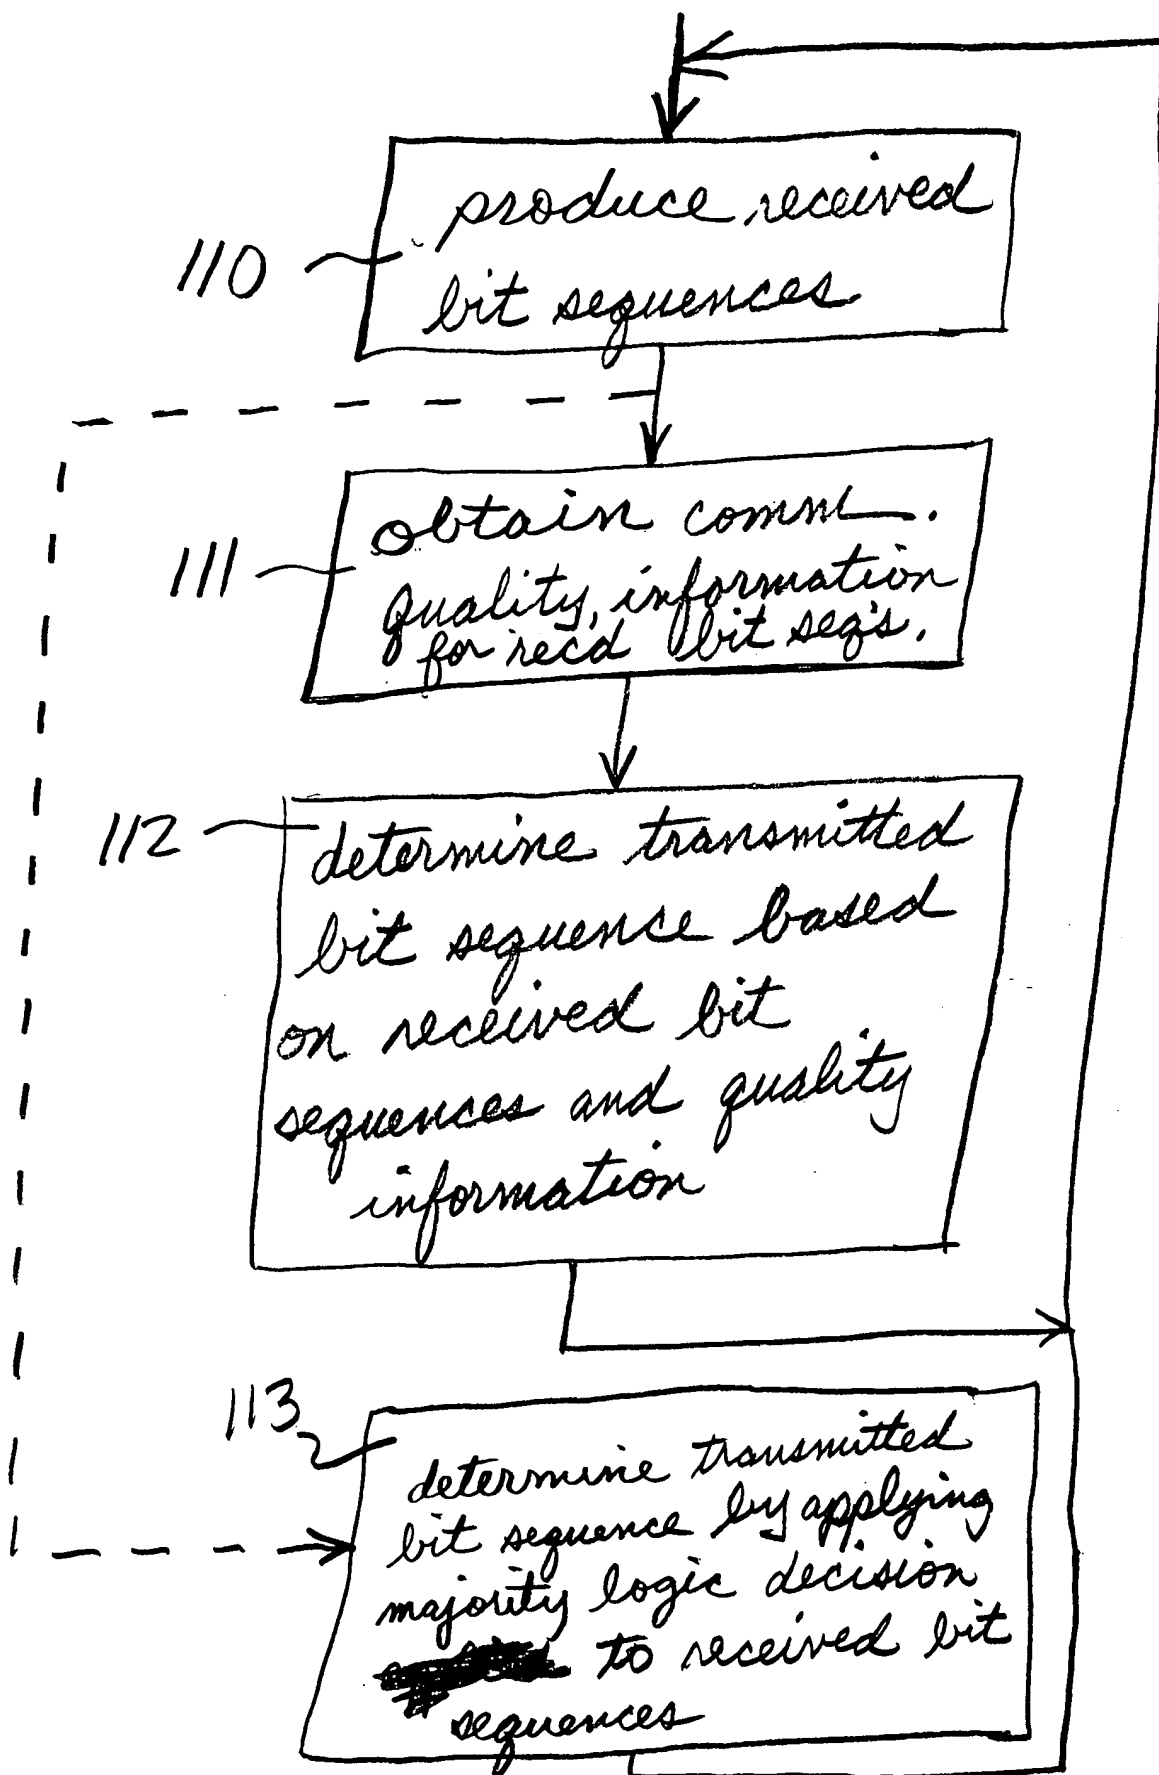 110
produce received
bit sequences
111
obtain comm.
quality information
for rec'd bit seq's.
112
determine transmitted
bit sequence based
on received bit
sequences and quality
information
113
determine transmitted
bit sequence by applying
majority logic decision
to received bit
sequences